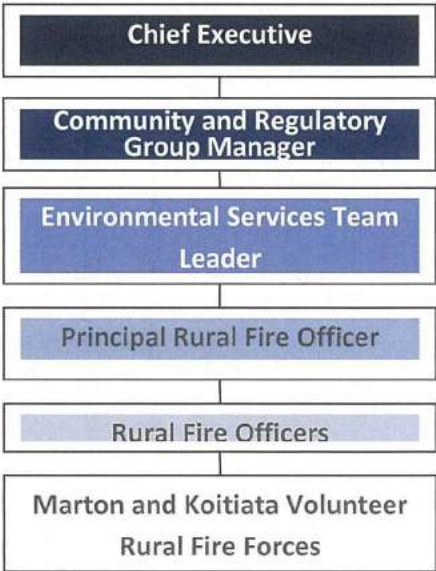 Chief Executive
Community and Regulatory
Group Manager
Environmental Services Team
Leader
Principal Rural Fire Officer
Rural Fire Officers
Marton and Koitiata Volunteer
Rural Fire Forces